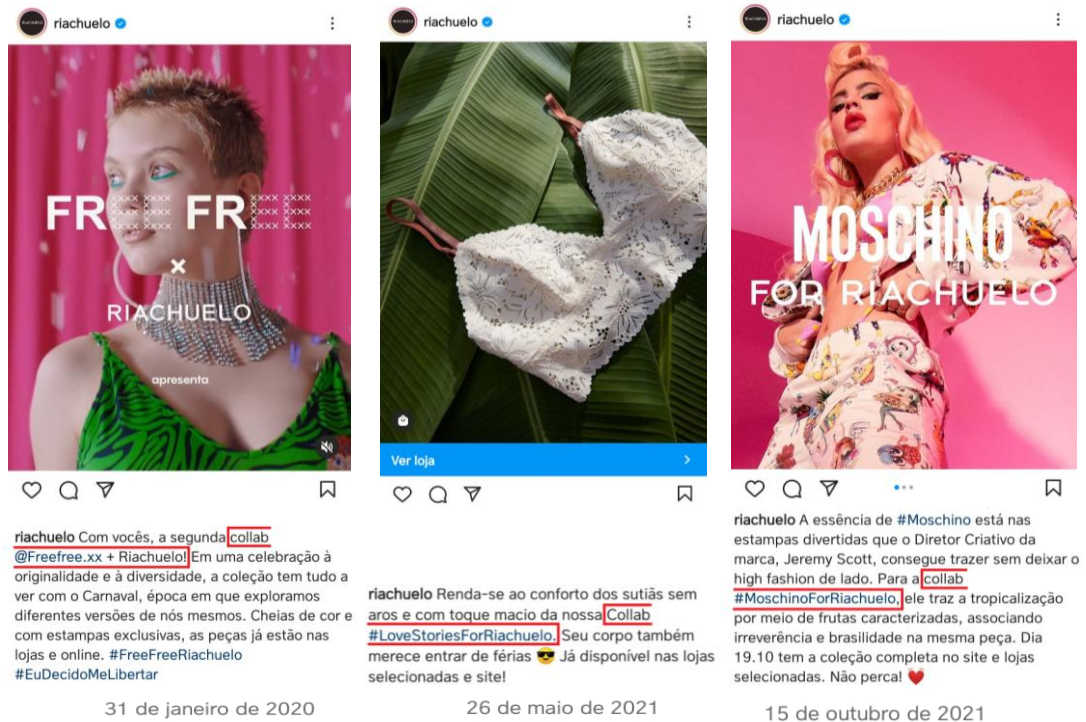 riachuelo
FREE FREE
×
RIACHUELO
apresenta
riachuelo Com vocês, a segunda collab
@Freefree.xx + Riachuelo! Em uma celebração à
originalidade e à diversidade, a coleção tem tudo a
ver com o Carnaval, época em que exploramos
diferentes versões de nós mesmos. Cheias de cor e
com estampas exclusivas, as peças já estão nas
lojas e online. #FreeFreeRiachuelo
#EuDecidoMeLibertar
31 de janeiro de 2020
riachuelo
Ver loja
riachuelo Renda-se ao conforto dos sutiãs sem
aros e com toque macio da nossa Collab
#LoveStoriesForRiachuelo. Seu corpo também
merece entrar de férias 😎 Já disponível nas lojas
selecionadas e site!
26 de maio de 2021
riachuelo
MOSCHINO
FOR RIACHUELO
riachuelo A essência de #Moschino está nas
estampas divertidas que o Diretor Criativo da
marca, Jeremy Scott, consegue trazer sem deixar o
high fashion de lado. Para a collab
#MoschinoForRiachuelo, ele traz a tropicalização
por meio de frutas caracterizadas, associando
irreverência e brasilidade na mesma peça. Dia
19.10 tem a coleção completa no site e lojas
selecionadas. Não perca! ❤️
15 de outubro de 2021